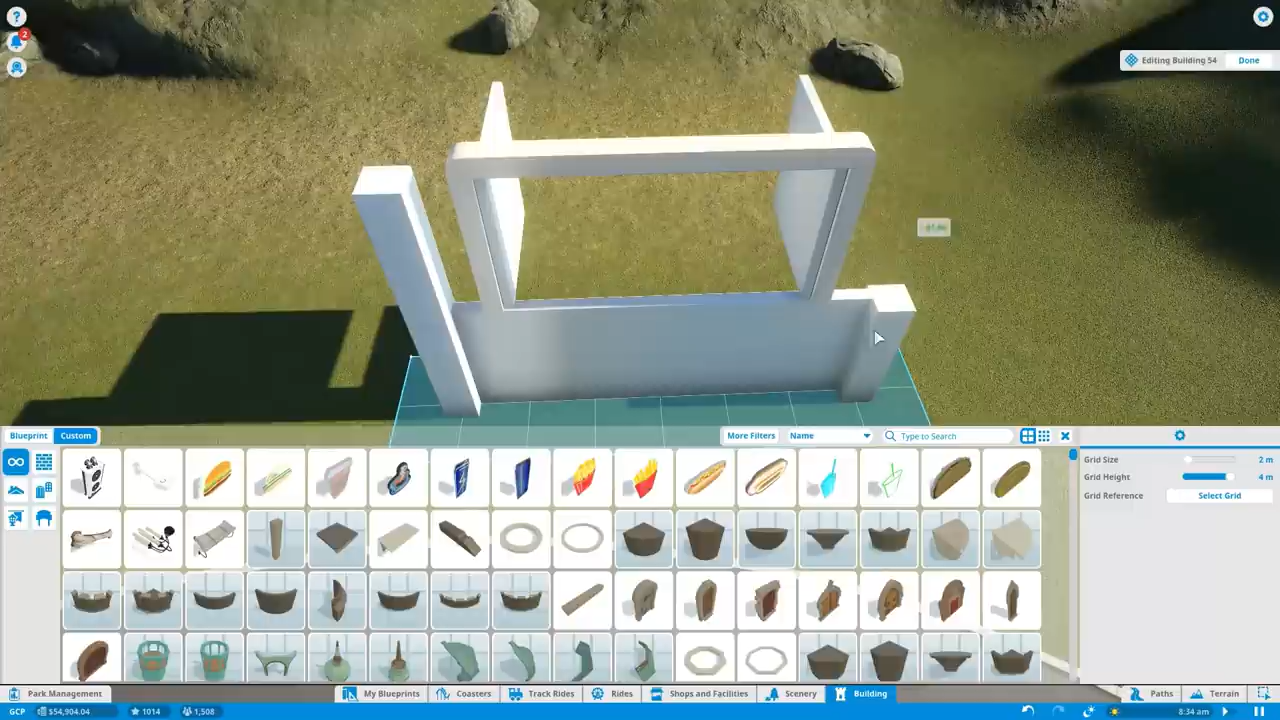 ?
2
Editing Building 54
Done
Blueprint
Custom
More Filters
Name
Type to Search
Grid Size
2 m
Grid Height
4 m
Grid Reference
Select Grid
Park Management
My Blueprints
Coasters
Track Rides
Rides
Shops and Facilities
Scenery
Building
Paths
Terrain
GCP
$54,904.04
1014
1,508
8:34 am